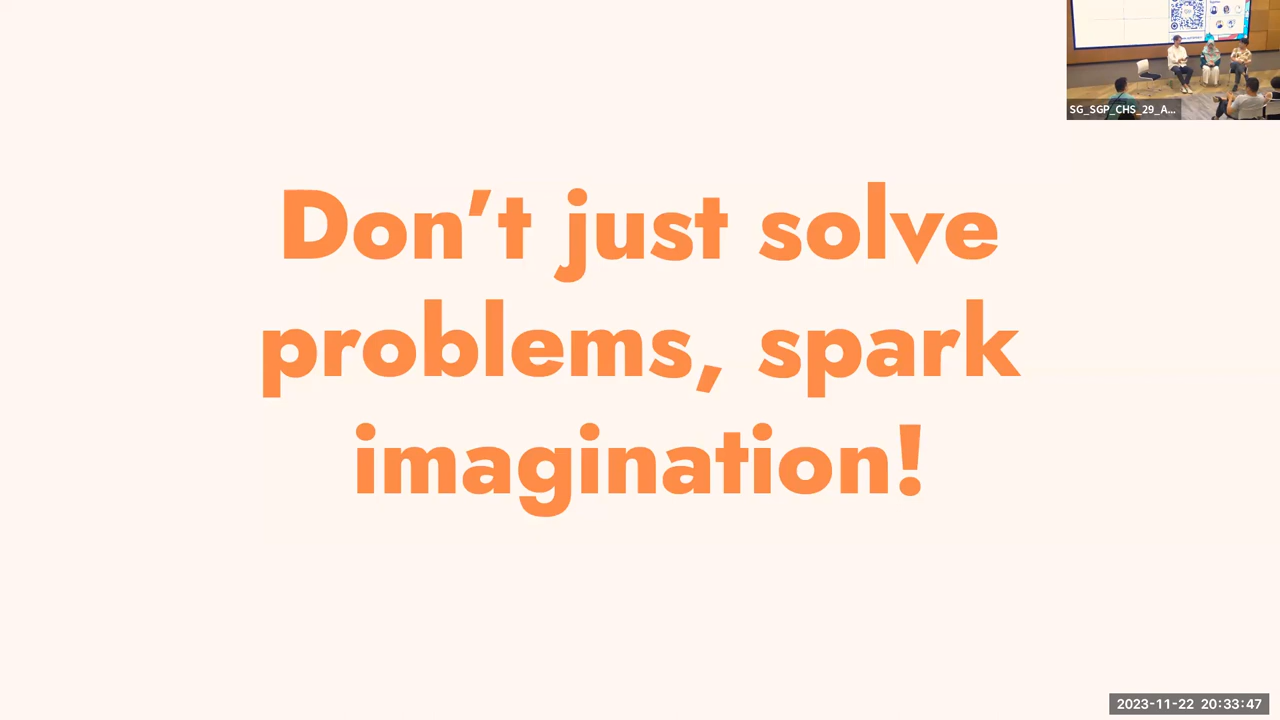 SG_SGP_CHS_29_A...
Don’t just solve
problems, spark
imagination!
2023-11-22 20:33:47